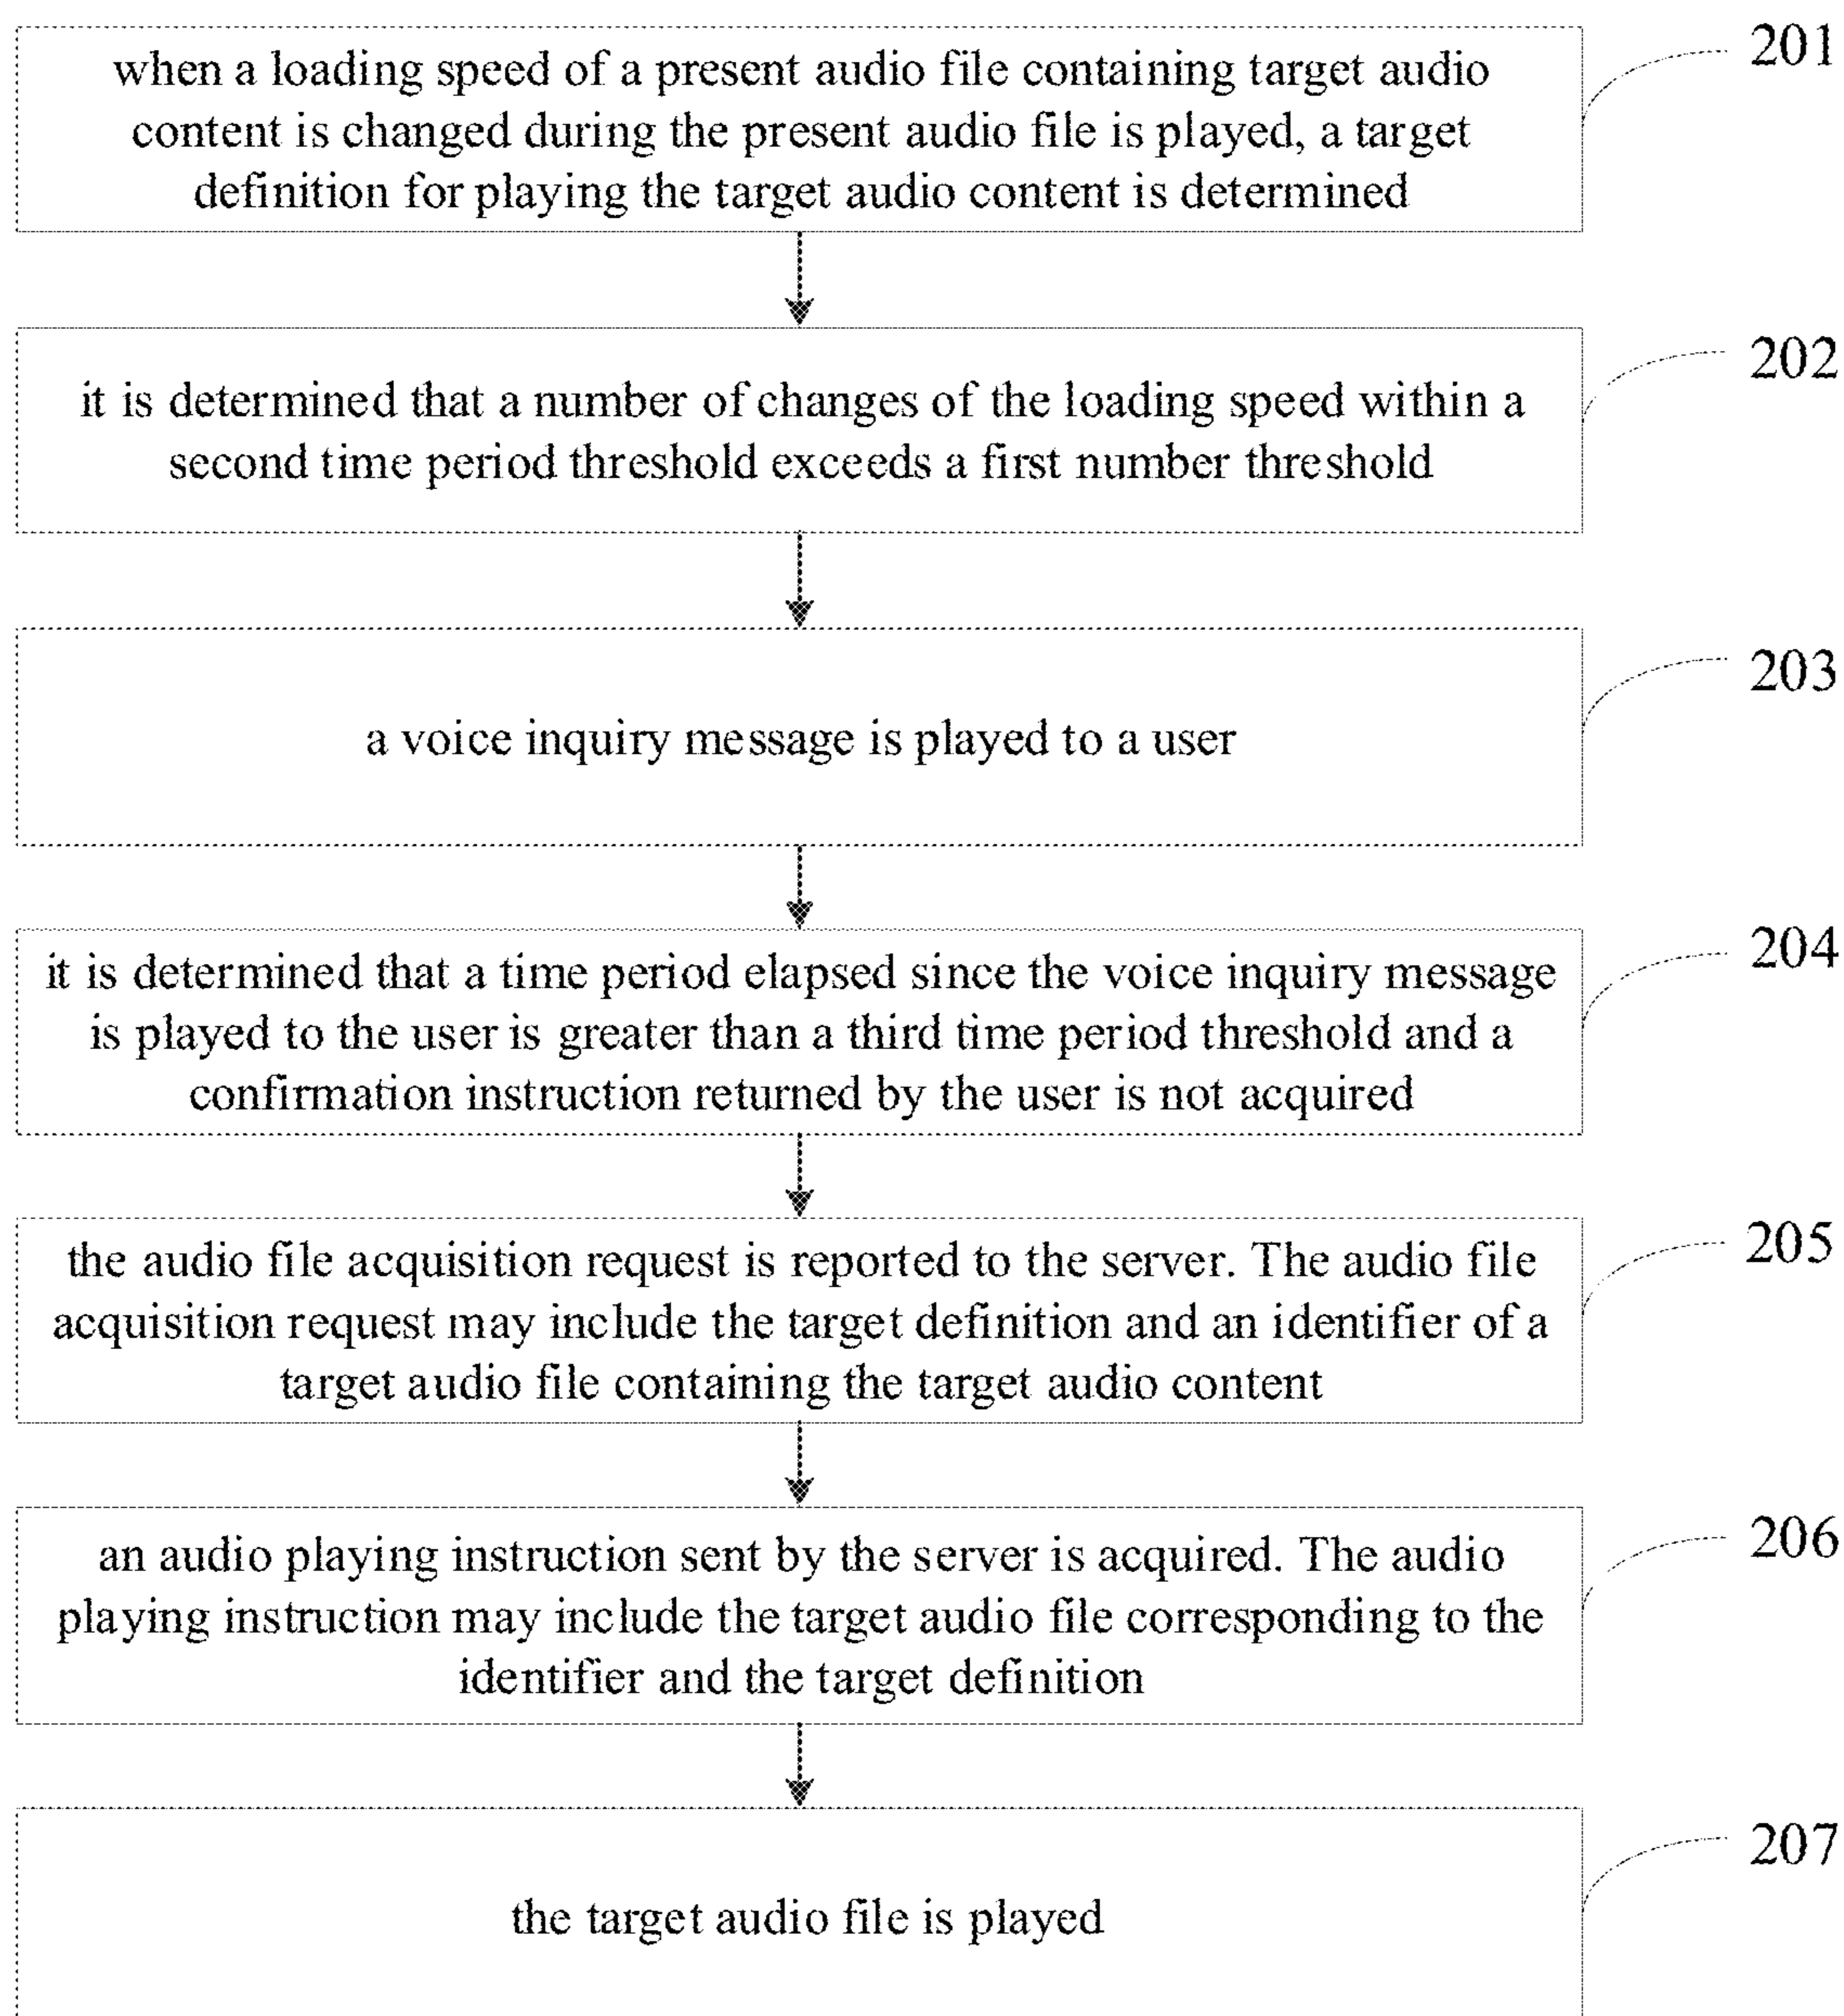 when a loading speed of a present audio file containing target audio
content is changed during the present audio file is played, a target
definition for playing the target audio content is determined
201
it is determined that a number of changes of the loading speed within a
second time period threshold exceeds a first number threshold
202
a voice inquiry message is played to a user
203
it is determined that a time period elapsed since the voice inquiry message
is played to the user is greater than a third time period threshold and a
confirmation instruction returned by the user is not acquired
204
the audio file acquisition request is reported to the server. The audio file
acquisition request may include the target definition and an identifier of a
target audio file containing the target audio content
205
an audio playing instruction sent by the server is acquired. The audio
playing instruction may include the target audio file corresponding to the
identifier and the target definition
206
the target audio file is played
207